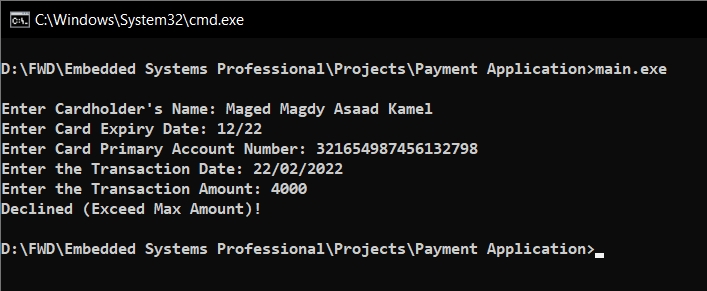 C:\Windows\System32\cmd.exe
D:\FWD\Embedded Systems Professional\Projects\Payment Application>main.exe
Enter Cardholder's Name: Maged Magdy Asaad Kamel
Enter Card Expiry Date: 12/22
Enter Card Primary Account Number: 321654987456132798
Enter the Transaction Date: 22/02/2022
Enter the Transaction Amount: 4000
Declined (Exceed Max Amount)!
D:\FWD\Embedded Systems Professional\Projects\Payment Application>